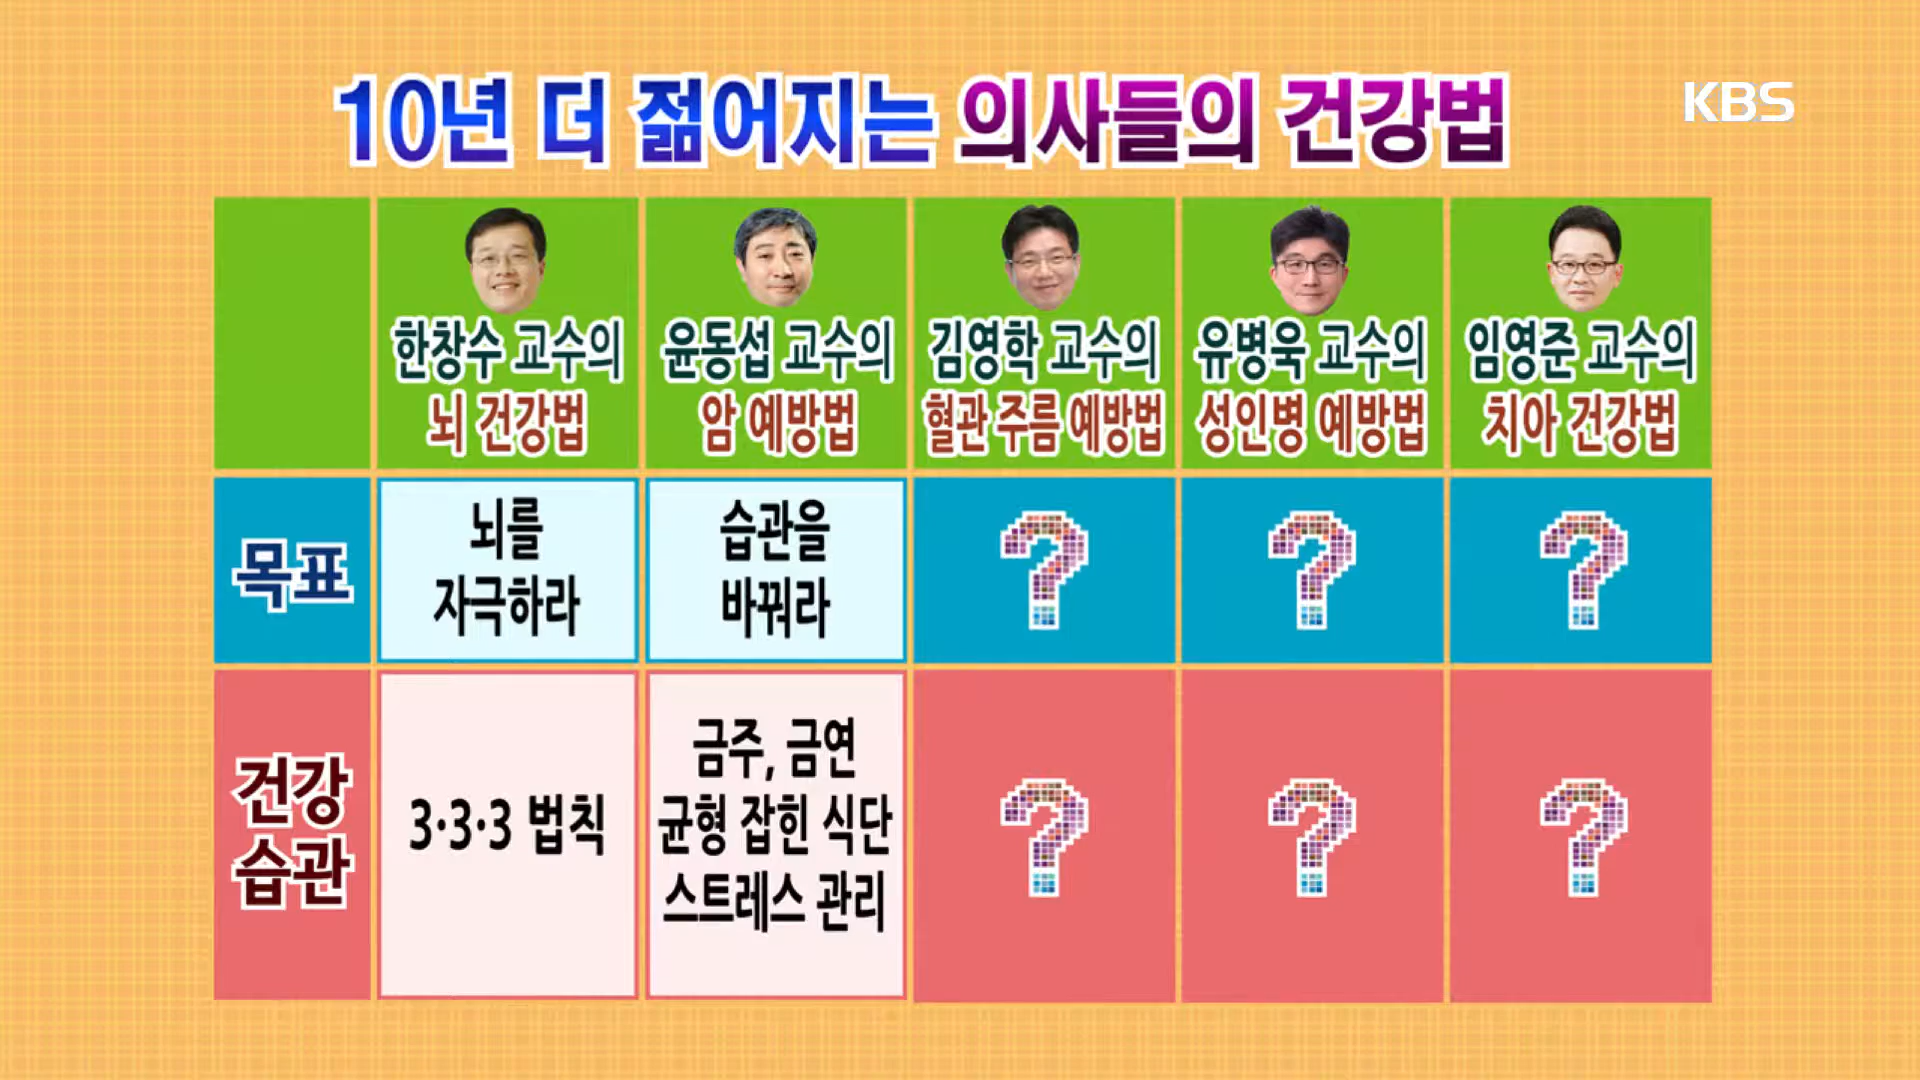 10년 더 젊어지는 의사들의 건강법
KBS
한창수 교수의
뇌 건강법
윤동섭 교수의
암 예방법
김영학 교수의
혈관 주름 예방법
유병욱 교수의
성인병 예방법
임영준 교수의
치아 건강법
목표
뇌를
자극하라
습관을
바꿔라
?
?
?
건강
습관
3·3·3 법칙
금주, 금연
균형 잡힌 식단
스트레스 관리
?
?
?